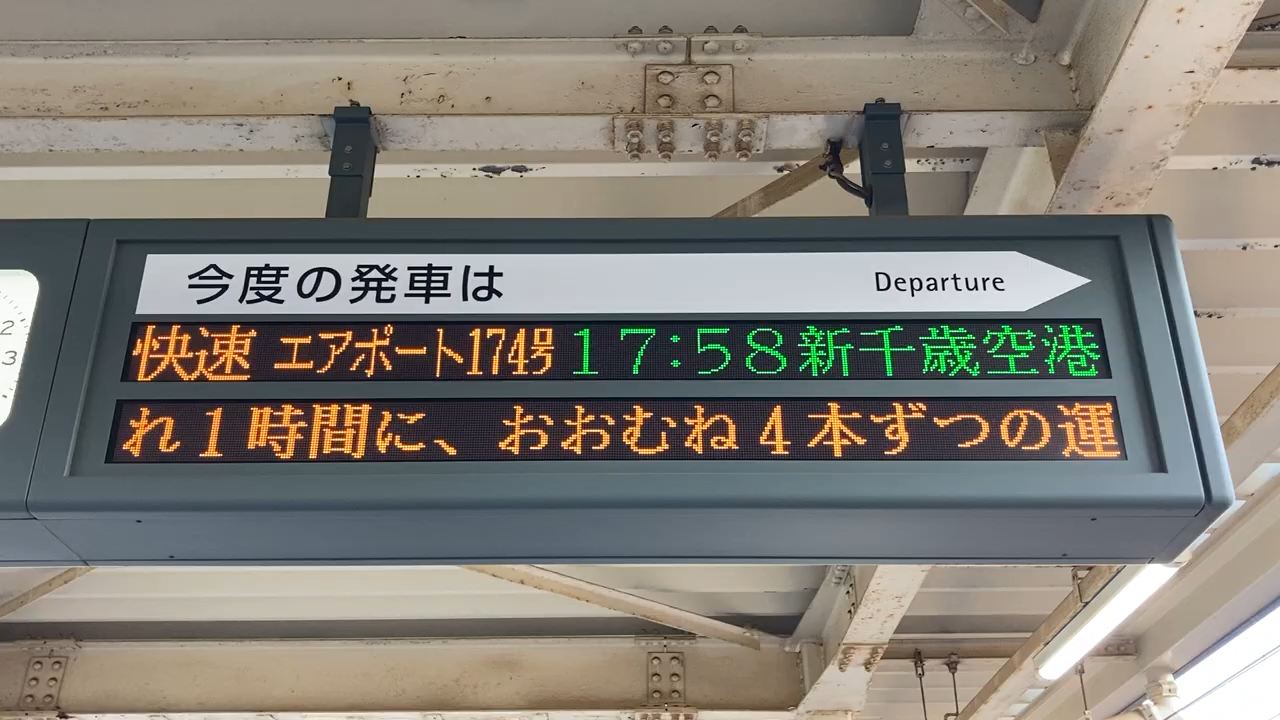 今度の発車は Departure
快速 エアポート174号 17:58 新千歳空港
れ1時間に、おおむね4本ずつの運
2
3